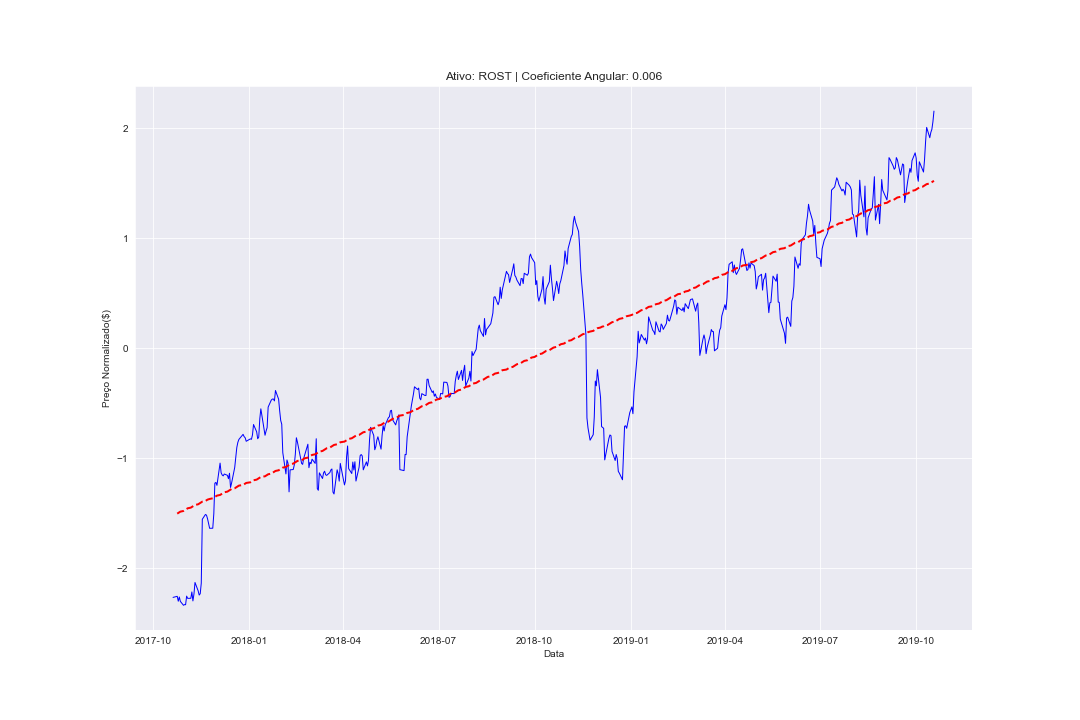 Ativo: ROST | Coeficiente Angular: 0.006
Preço Normalizado($)
2
1
0
−1
−2
2017-10 2018-01 2018-04 2018-07 2018-10 2019-01 2019-04 2019-07 2019-10
Data